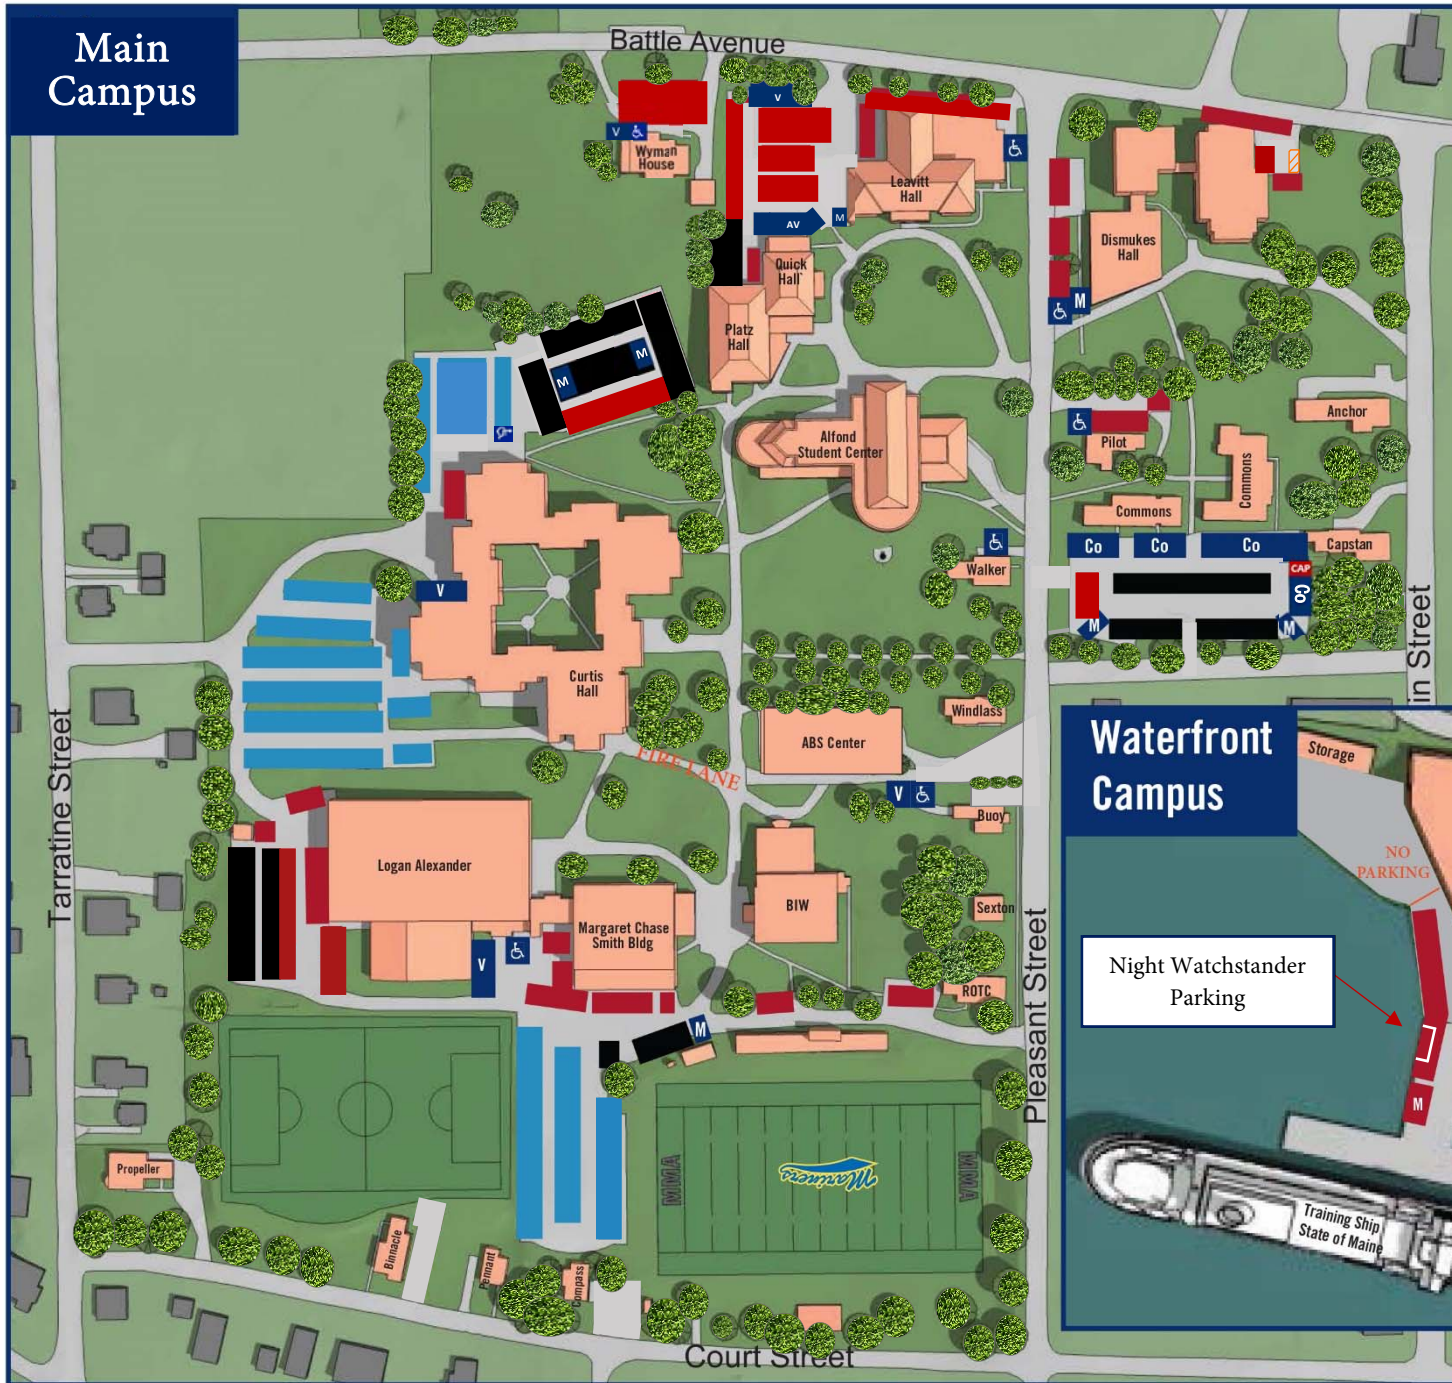 Main
Campus
Battle Avenue
V
V
Wyman
House
Leavitt
Hall
AV
M
Dismukes
Hall
Quick
Hall
M
Platz
Hall
M
M
Anchor
Alfond
Student Center
Pilot
Commons
Commons
Co
Co
Co
Capstan
Walker
CAP
Co
V
M
M
in Street
Curtis
Hall
Windlass
Tarratine Street
ABS Center
FIRE LANE
V
Buoy
Logan Alexander
BIW
Sexton
Margaret Chase
Smith Bldg
V
ROTC
Pleasant Street
M
Propeller
MMA
Mariners
MMA
Binnacle
Pennant
Compass
Court Street
Waterfront
Campus
Storage
NO
PARKING
Night Watchstander
Parking
M
Training Ship
State of Maine